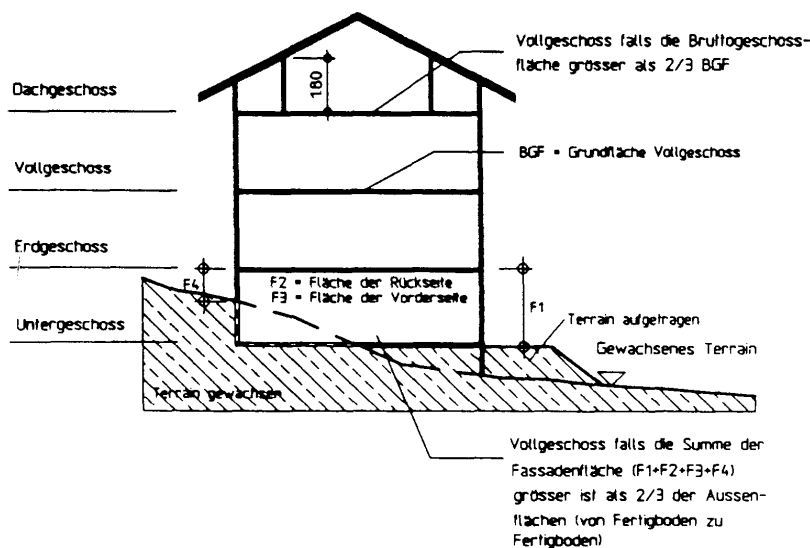 Vollgeschoss falls die Bruttogeschoss-
fläche grösser als 2/3 BGF
180
Dachgeschoss
BGF = Grundfläche Vollgeschoss
Vollgeschoss
Erdgeschoss
F4
F2 = Fläche der Rückseite
F3 = Fläche der Vorderseite
F1
Untergeschoss
Terrain aufgetragen
Gewachsenes Terrain
Terrain gewachsen
Vollgeschoss falls die Summe der
Fassadenfläche (F1+F2+F3+F4)
grösser ist als 2/3 der Aussen-
flächen (von Fertigboden zu
Fertigboden)